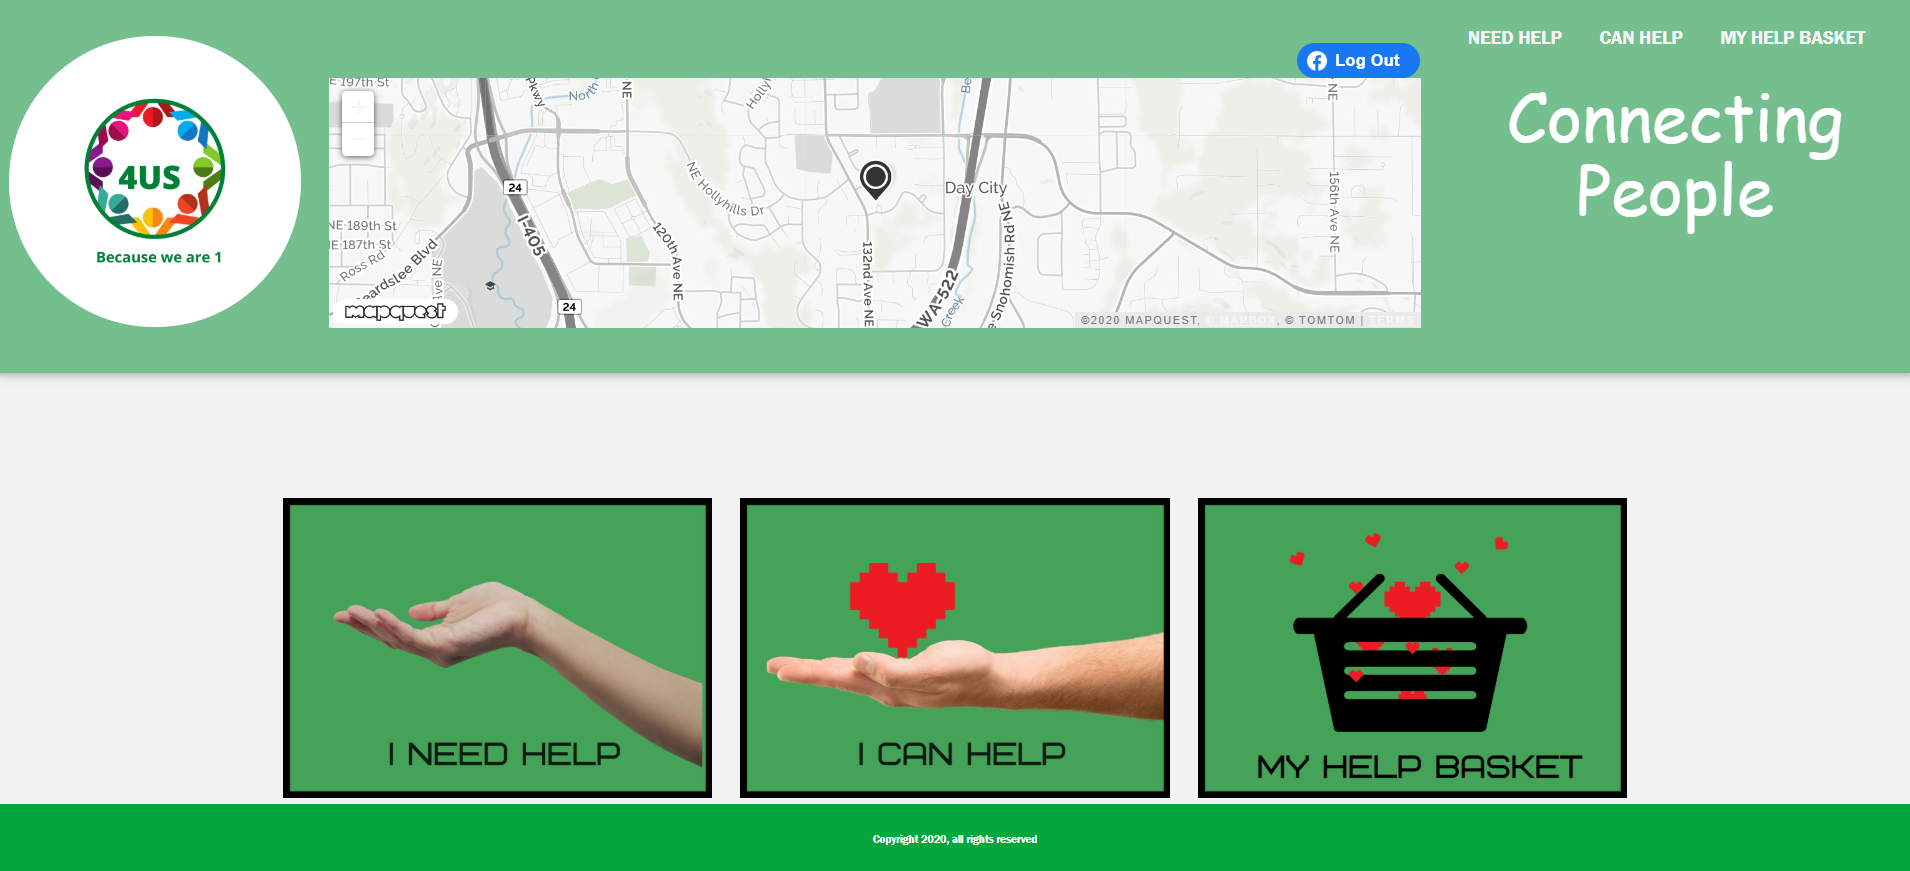 NEED HELP
CAN HELP
MY HELP BASKET
Log Out
4US
Because we are 1
NE 197th St
Pkwy
North
NE
Holly
Be
NE
24
I-405
NE Hollyhills Dr
120th Ave NE
132nd Ave NE
Day City
WA-522
Creek
e Snohomish Rd NE
156th Ave NE
NE 189th St
NE 187th St
Ross Rd
eardslee Blvd
24
mapquest
©2020 MAPQUEST, © MAPBOX, © TOMTOM | TERMS
Connecting
People
I NEED HELP
I CAN HELP
MY HELP BASKET
Copyright 2020, all rights reserved